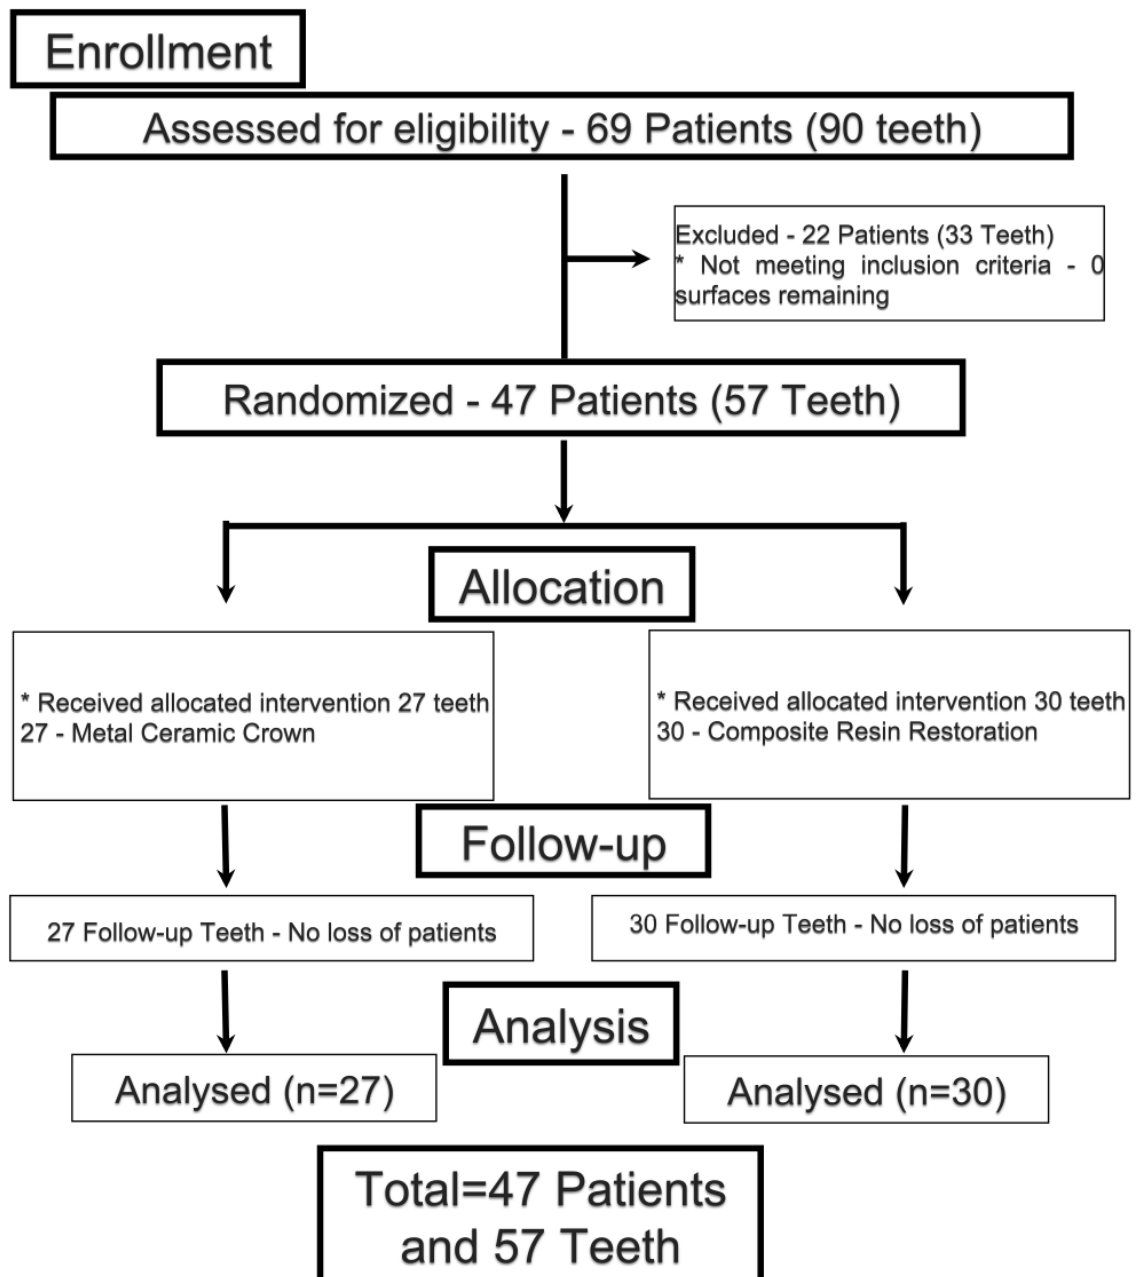 Enrollment
Assessed for eligibility - 69 Patients (90 teeth)
Excluded - 22 Patients (33 Teeth)
* Not meeting inclusion criteria - 0
surfaces remaining
Randomized - 47 Patients (57 Teeth)
Allocation
* Received allocated intervention 27 teeth
27 - Metal Ceramic Crown
* Received allocated intervention 30 teeth
30 - Composite Resin Restoration
Follow-up
27 Follow-up Teeth - No loss of patients
30 Follow-up Teeth - No loss of patients
Analysis
Analysed (n=27)
Analysed (n=30)
Total=47 Patients
and 57 Teeth